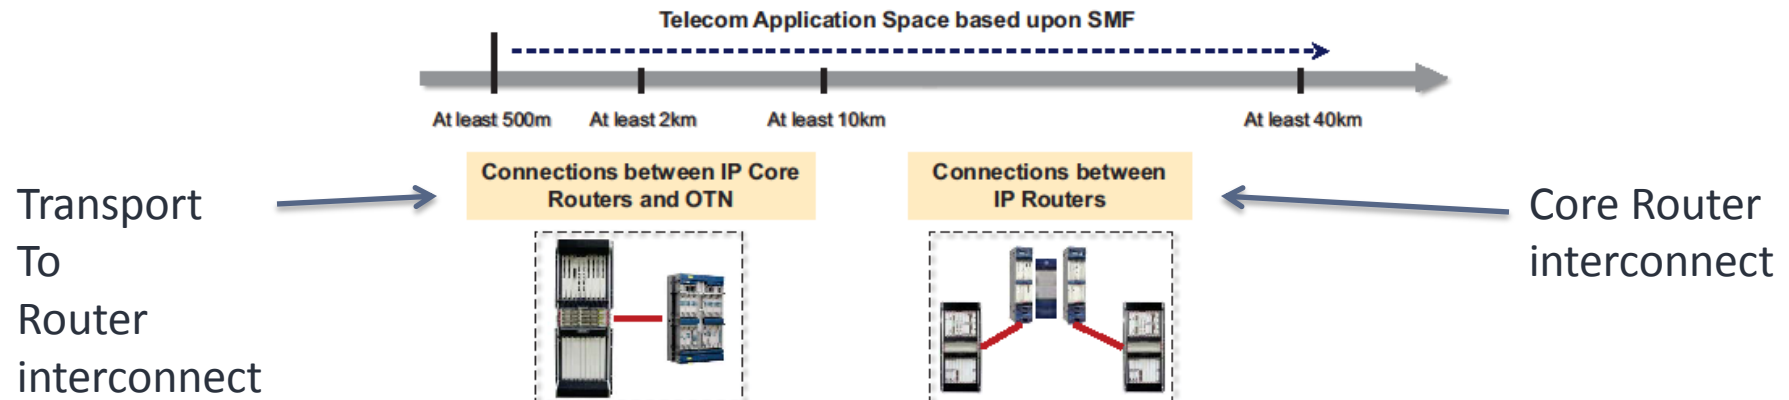 Telecom Application Space based upon SMF
At least 500m
At least 2km
At least 10km
At least 40km
Connections between IP Core
Routers and OTN
Connections between
IP Routers
Transport
To
Router
interconnect
Core Router
interconnect